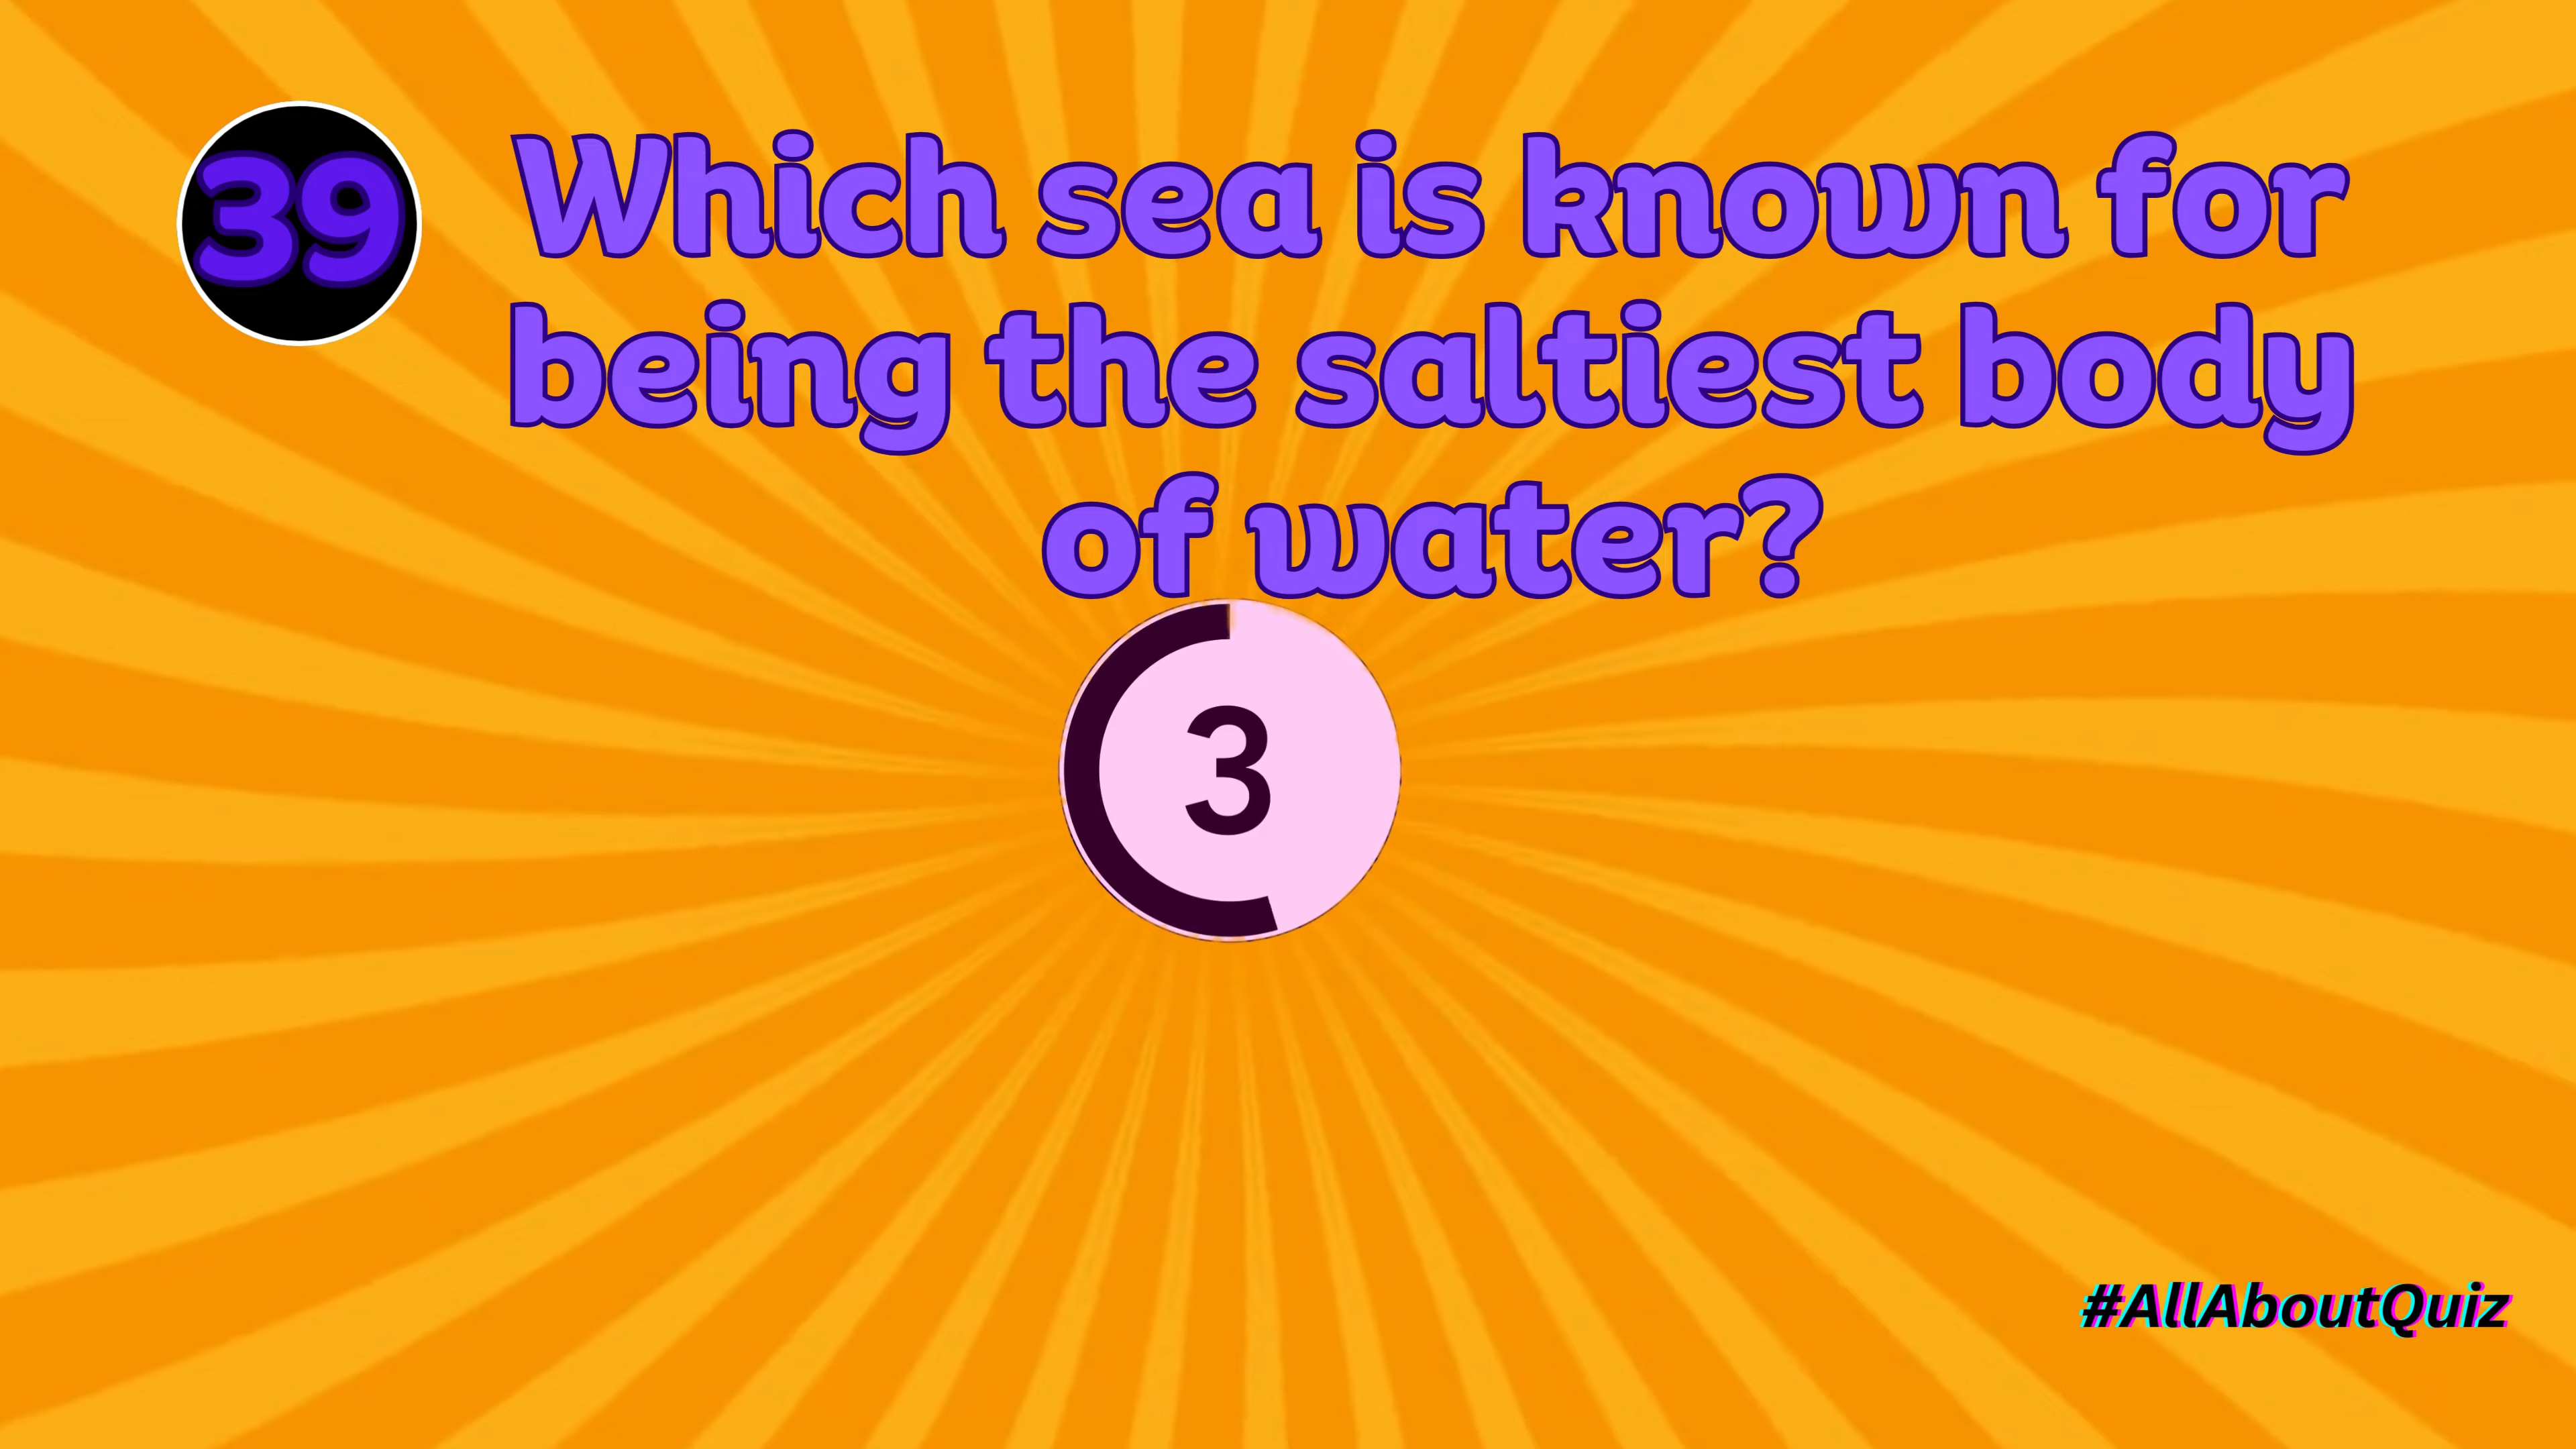 39
Which sea is known for
being the saltiest body
of water?
3
#AllAboutQuiz